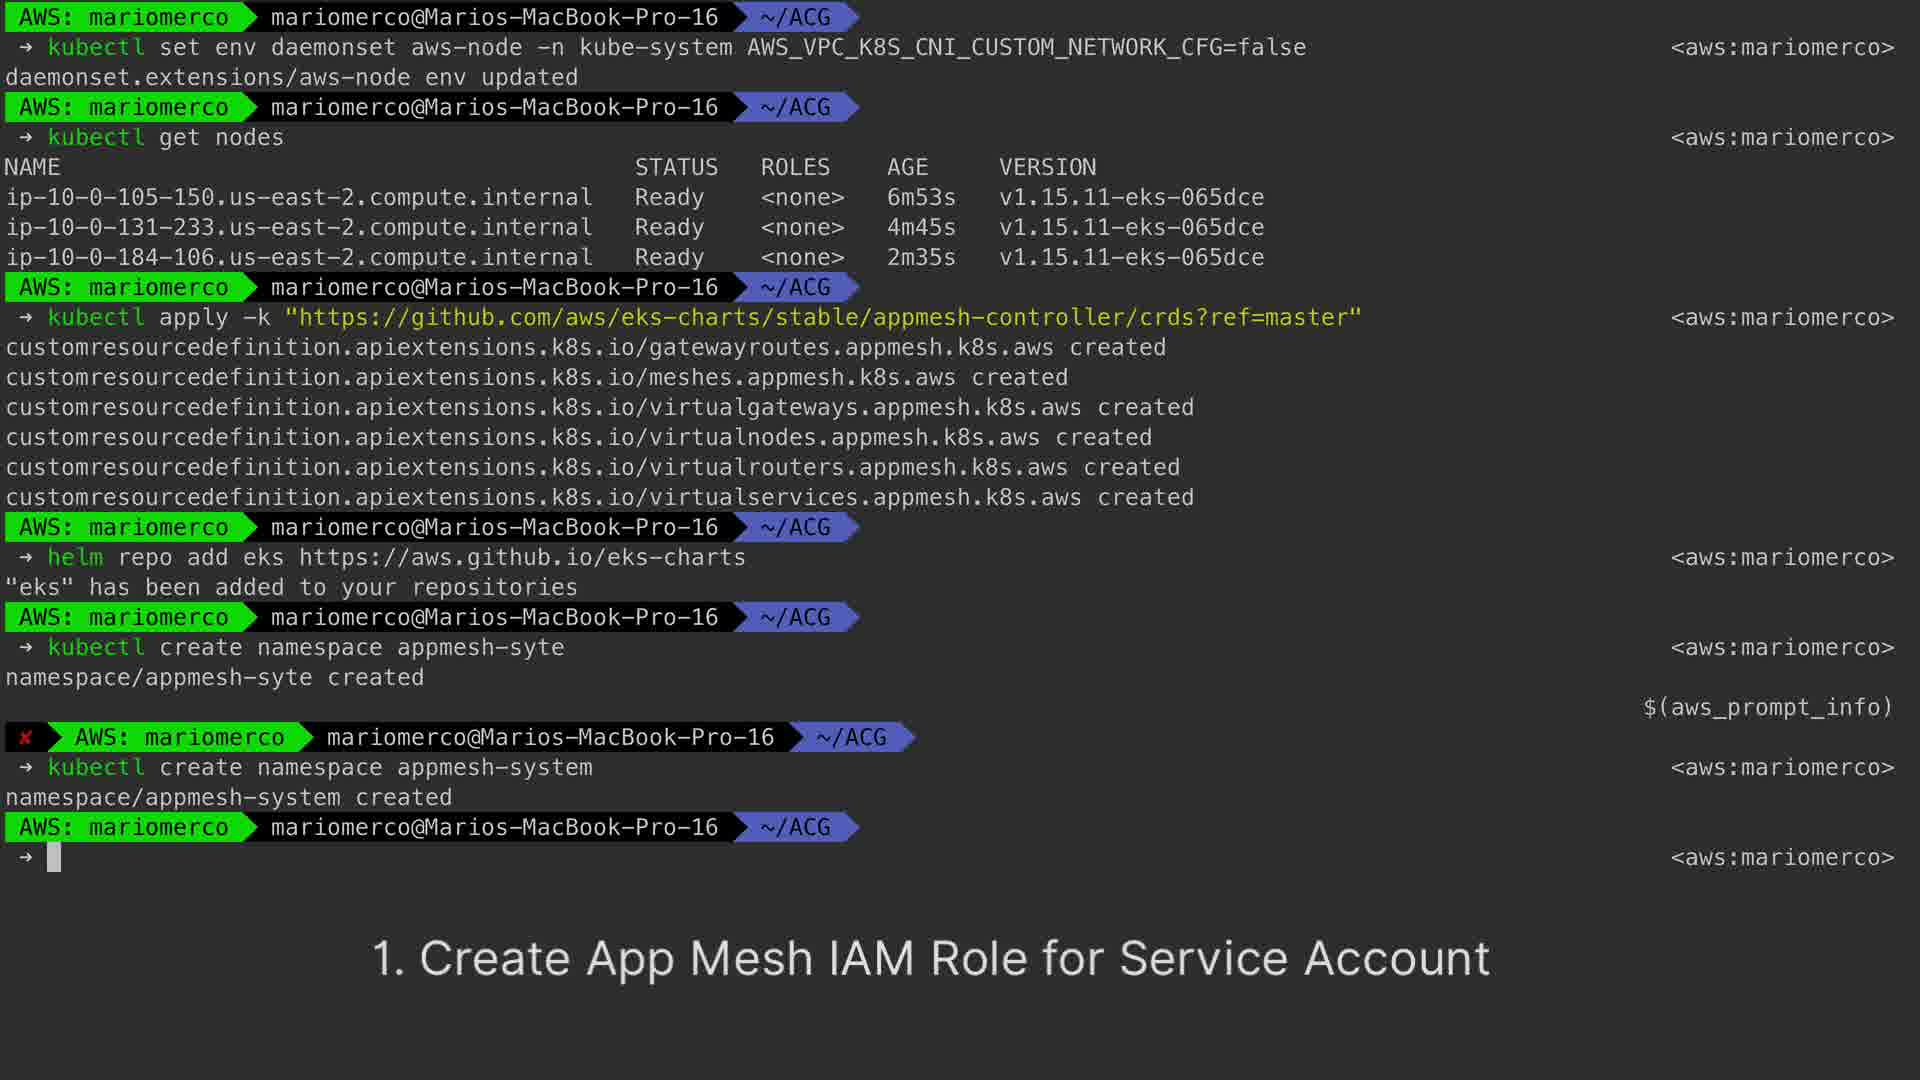 AWS: mariomerco mariomerco@Marios-MacBook-Pro-16 ~/ACG
→ kubectl set env daemonset aws-node -n kube-system AWS_VPC_K8S_CNI_CUSTOM_NETWORK_CFG=false <aws:mariomerco>
daemonset.extensions/aws-node env updated
AWS: mariomerco mariomerco@Marios-MacBook-Pro-16 ~/ACG
→ kubectl get nodes <aws:mariomerco>
NAME STATUS ROLES AGE VERSION
ip-10-0-105-150.us-east-2.compute.internal Ready <none> 6m53s v1.15.11-eks-065dce
ip-10-0-131-233.us-east-2.compute.internal Ready <none> 4m45s v1.15.11-eks-065dce
ip-10-0-184-106.us-east-2.compute.internal Ready <none> 2m35s v1.15.11-eks-065dce
AWS: mariomerco mariomerco@Marios-MacBook-Pro-16 ~/ACG
→ kubectl apply -k "https://github.com/aws/eks-charts/stable/appmesh-controller/crds?ref=master" <aws:mariomerco>
customresourcedefinition.apiextensions.k8s.io/gatewayroutes.appmesh.k8s.aws created
customresourcedefinition.apiextensions.k8s.io/meshes.appmesh.k8s.aws created
customresourcedefinition.apiextensions.k8s.io/virtualgateways.appmesh.k8s.aws created
customresourcedefinition.apiextensions.k8s.io/virtualnodes.appmesh.k8s.aws created
customresourcedefinition.apiextensions.k8s.io/virtualrouters.appmesh.k8s.aws created
customresourcedefinition.apiextensions.k8s.io/virtualservices.appmesh.k8s.aws created
AWS: mariomerco mariomerco@Marios-MacBook-Pro-16 ~/ACG
→ helm repo add eks https://aws.github.io/eks-charts <aws:mariomerco>
"eks" has been added to your repositories
AWS: mariomerco mariomerco@Marios-MacBook-Pro-16 ~/ACG
→ kubectl create namespace appmesh-syte <aws:mariomerco>
namespace/appmesh-syte created
$(aws_prompt_info)
✘ AWS: mariomerco mariomerco@Marios-MacBook-Pro-16 ~/ACG
→ kubectl create namespace appmesh-system <aws:mariomerco>
namespace/appmesh-system created
AWS: mariomerco mariomerco@Marios-MacBook-Pro-16 ~/ACG
→ <aws:mariomerco>
1. Create App Mesh IAM Role for Service Account